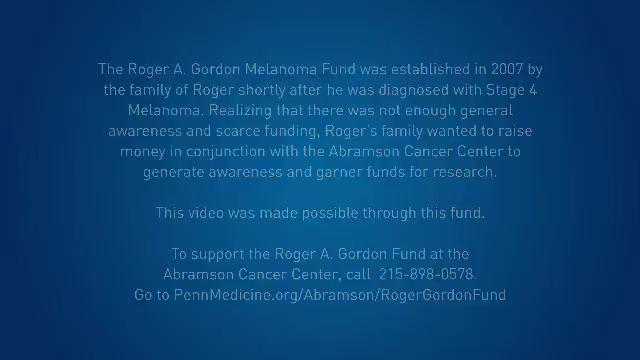 The Roger A. Gordon Melanoma Fund was established in 2007 by
the family of Roger shortly after he was diagnosed with Stage 4
Melanoma. Realizing that there was not enough general
awareness and scarce funding, Roger's family wanted to raise
money in conjunction with the Abramson Cancer Center to
generate awareness and garner funds for research.
This video was made possible through this fund.
To support the Roger A. Gordon Fund at the
Abramson Cancer Center, call 215-898-0578.
Go to PennMedicine.org/Abramson/RogerGordonFund